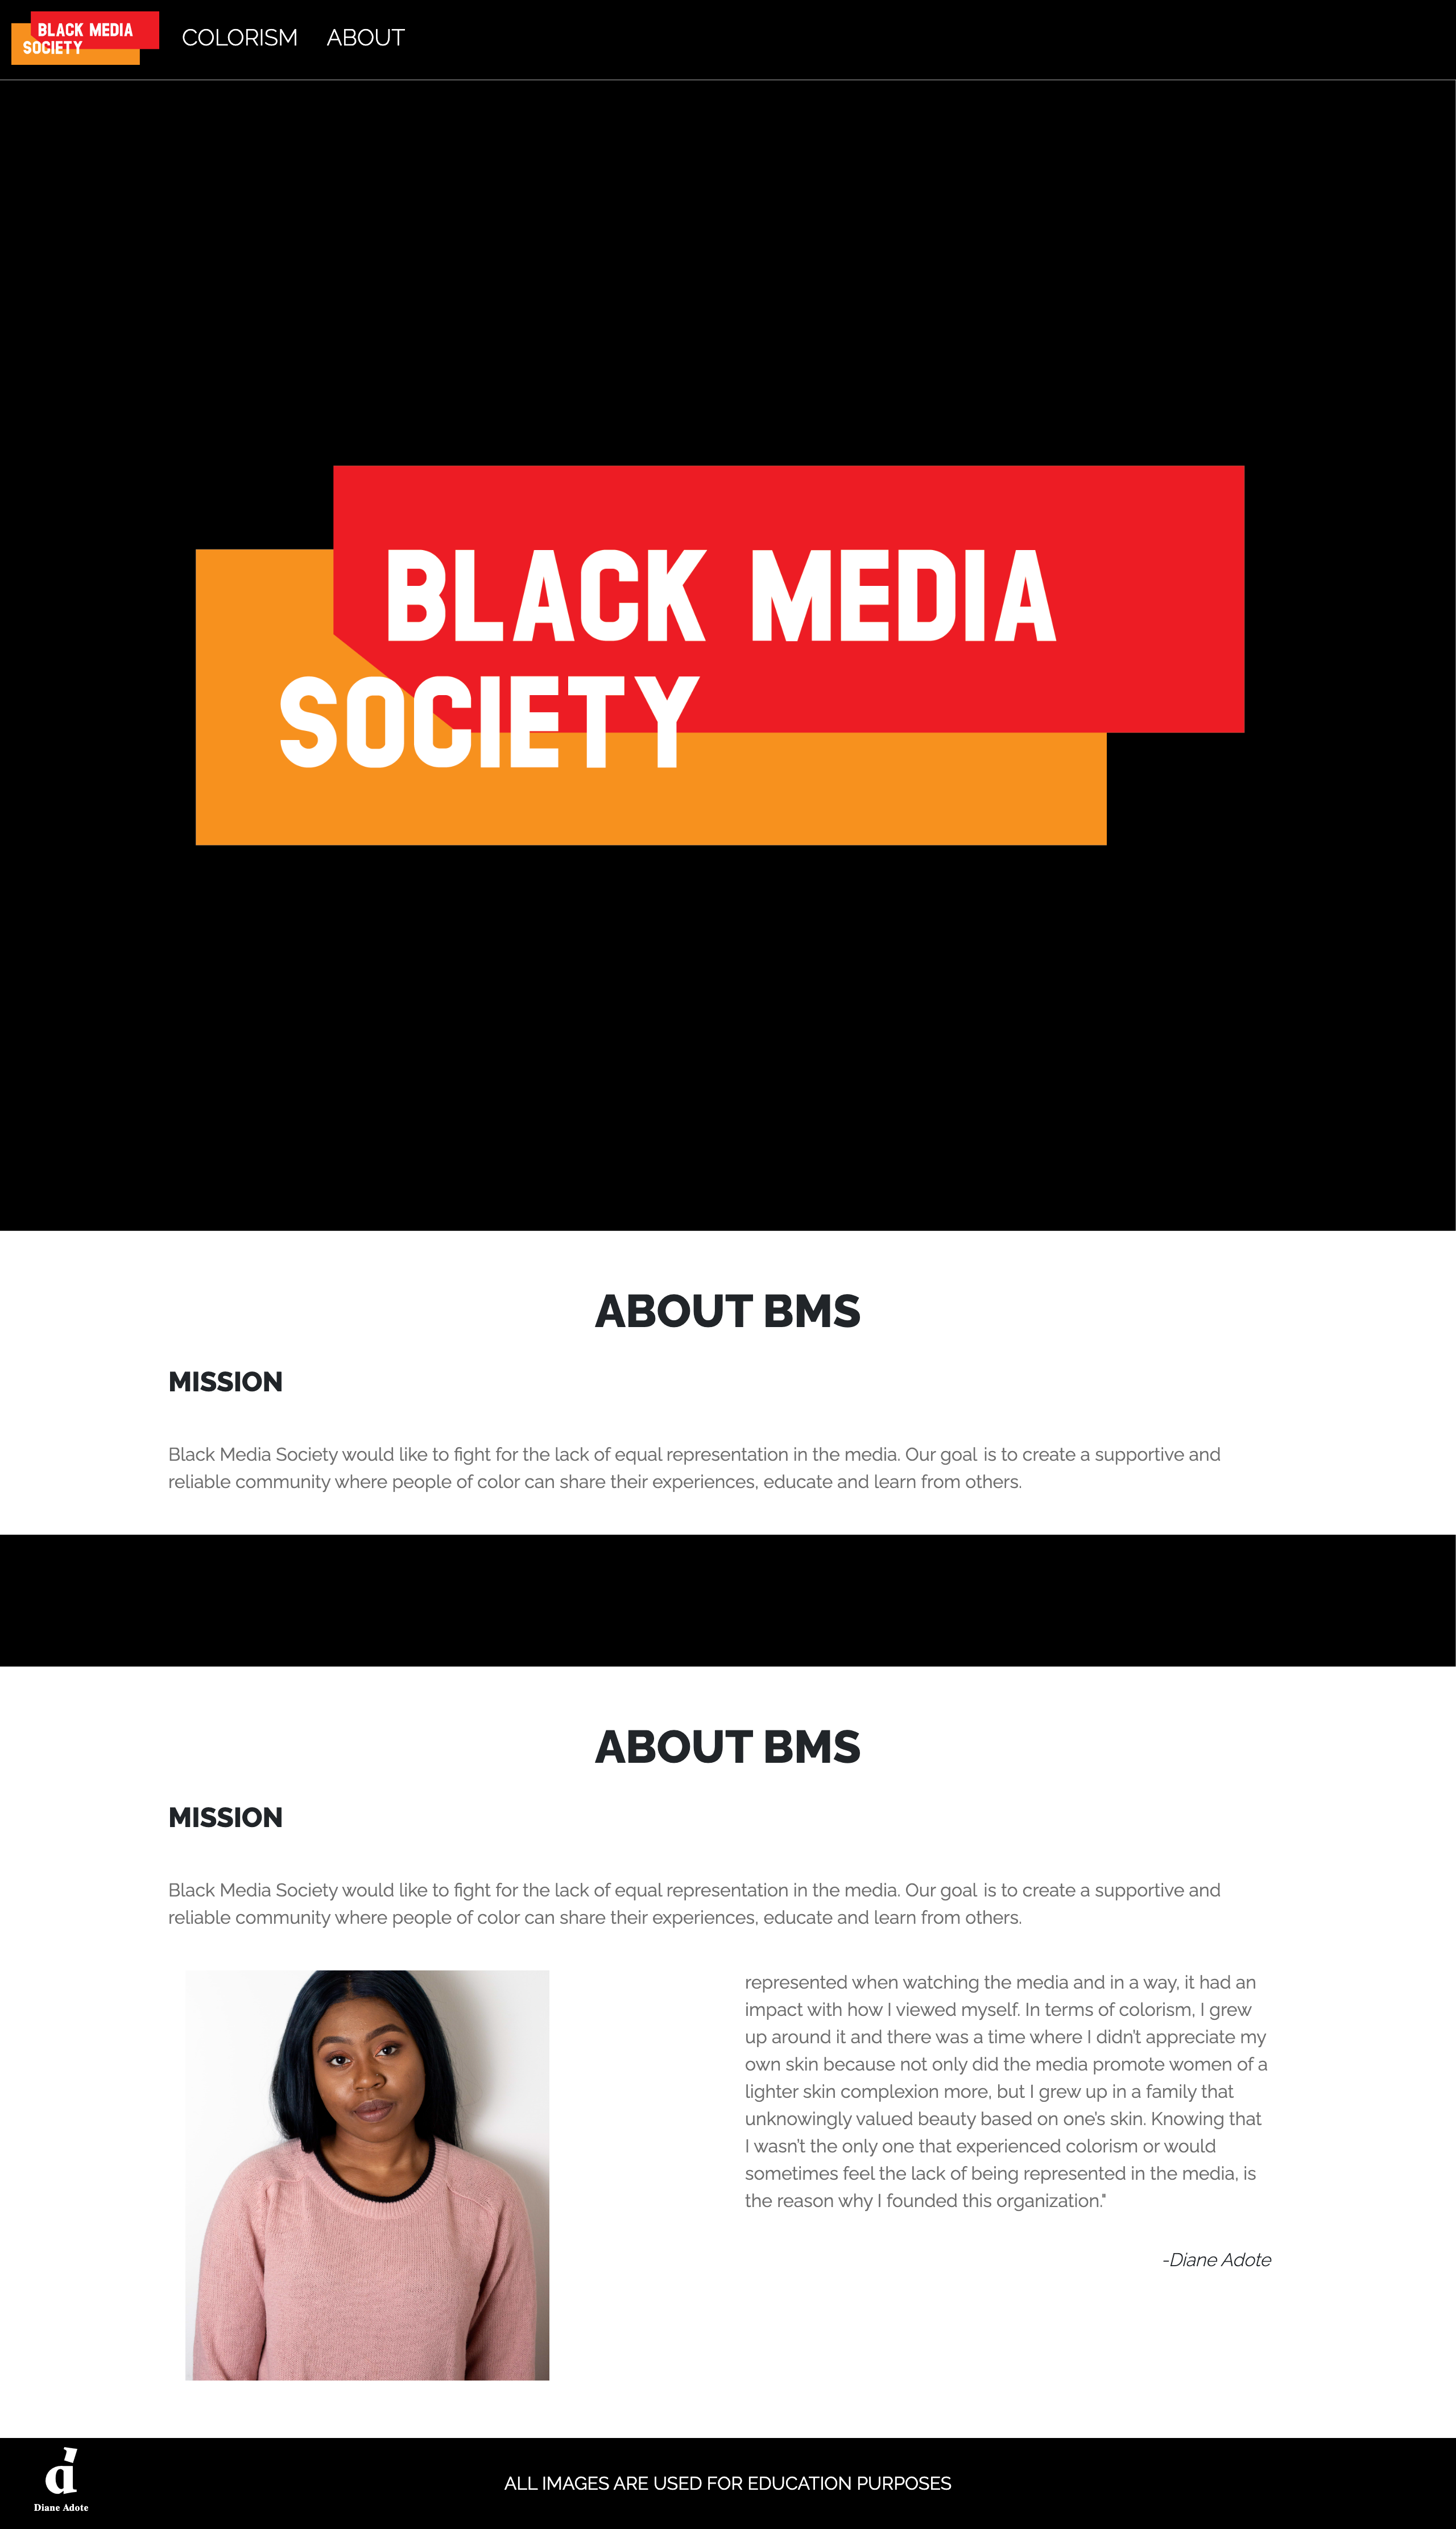 BLACK MEDIA
SOCIETY
COLORISM ABOUT
BLACK MEDIA
SOCIETY
ABOUT BMS
MISSION
Black Media Society would like to fight for the lack of equal representation in the media. Our goal is to create a supportive and
reliable community where people of color can share their experiences, educate and learn from others.
ABOUT BMS
MISSION
Black Media Society would like to fight for the lack of equal representation in the media. Our goal is to create a supportive and
reliable community where people of color can share their experiences, educate and learn from others.
represented when watching the media and in a way, it had an
impact with how I viewed myself. In terms of colorism, I grew
up around it and there was a time where I didn't appreciate my
own skin because not only did the media promote women of a
lighter skin complexion more, but I grew up in a family that
unknowingly valued beauty based on one's skin. Knowing that
I wasn't the only one that experienced colorism or would
sometimes feel the lack of being represented in the media, is
the reason why I founded this organization."
-Diane Adote
d
Diane Adote
ALL IMAGES ARE USED FOR EDUCATION PURPOSES